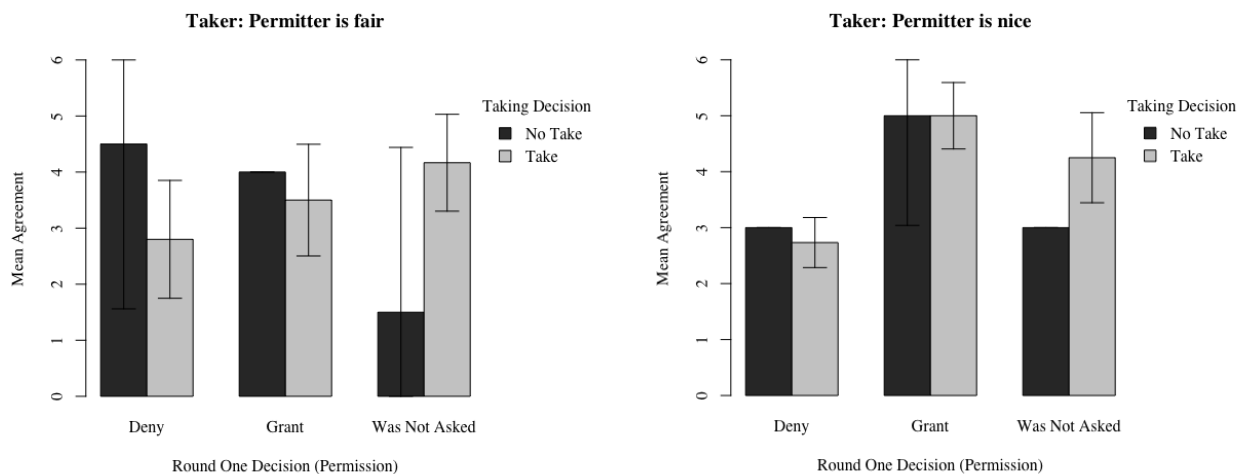 Taker: Permitter is fair
Mean Agreement
6
5
4
3
2
1
0
Taking Decision
No Take
Take
Deny
Grant
Was Not Asked
Round One Decision (Permission)
Taker: Permitter is nice
Mean Agreement
6
5
4
3
2
1
0
Taking Decision
No Take
Take
Deny
Grant
Was Not Asked
Round One Decision (Permission)